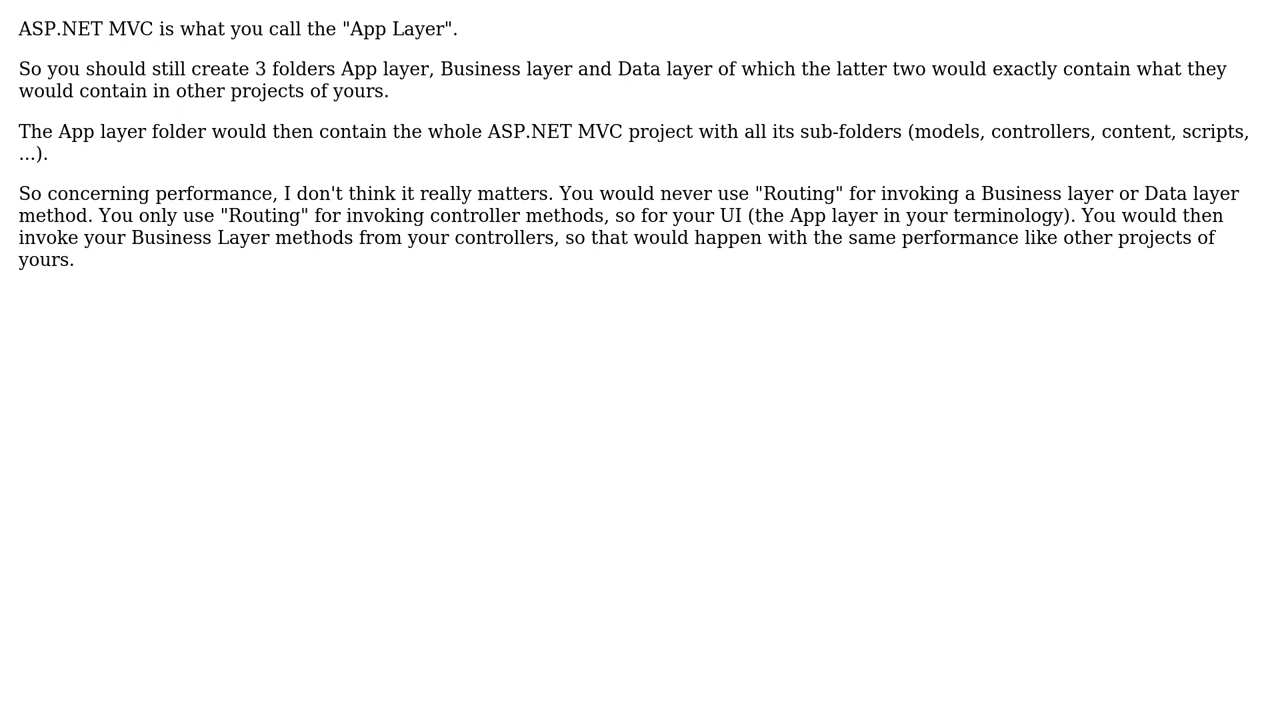 ASP.NET MVC is what you call the "App Layer".
So you should still create 3 folders App layer, Business layer and Data layer of which the latter two would exactly contain what they
would contain in other projects of yours.
The App layer folder would then contain the whole ASP.NET MVC project with all its sub-folders (models, controllers, content, scripts,
...).
So concerning performance, I don't think it really matters. You would never use "Routing" for invoking a Business layer or Data layer
method. You only use "Routing" for invoking controller methods, so for your UI (the App layer in your terminology). You would then
invoke your Business Layer methods from your controllers, so that would happen with the same performance like other projects of
yours.